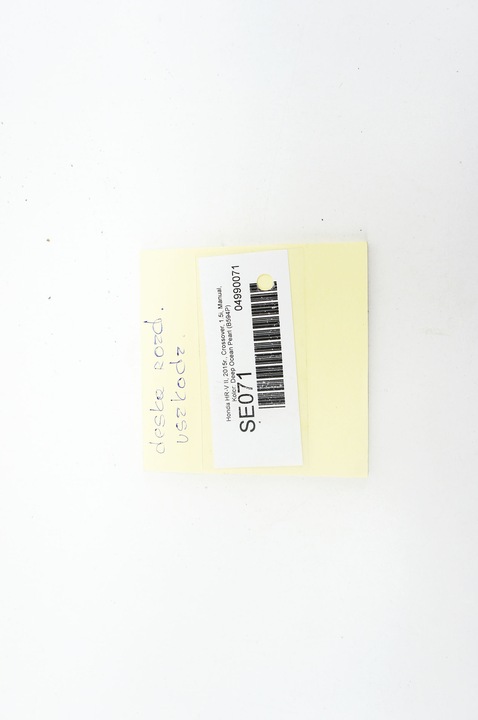 deska rozd.
uszkodz.
Honda HR-V II, 2015r., Crossover, 1.5i, Manual,
Kolor: Deep Ocean Pearl (B594P)
SE071
04990071